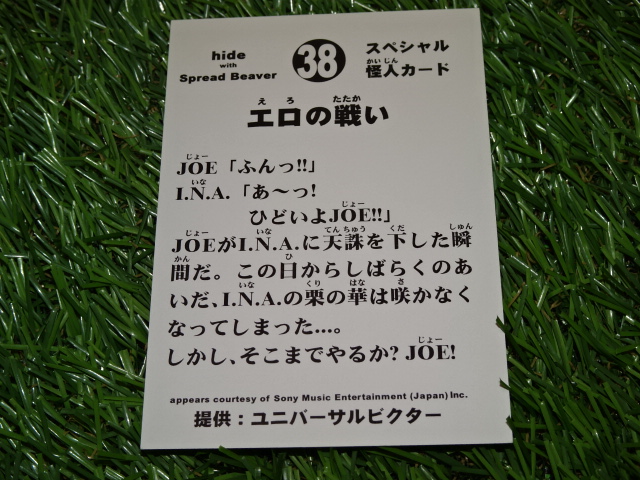 hide
with
Spread Beaver
38
スペシャル
かいじん
怪人カード
えろ たたか
エロの戦い
じょー
JOE「ふんっ!!」
いな
I.N.A.「あ〜っ!
じょー
ひどいよJOE!!」
じょー いな てんちゅう くだ しゅん
JOEがI.N.A.に天誅を下した瞬
かん ひ
間だ。この日からしばらくのあ
いな くり はな さ
いだ、I.N.A.の栗の華は咲かなく
なってしまった…。
じょー
しかし、そこまでやるか? JOE!
appears courtesy of Sony Music Entertainment (Japan) Inc.
提供：ユニバーサルビクター